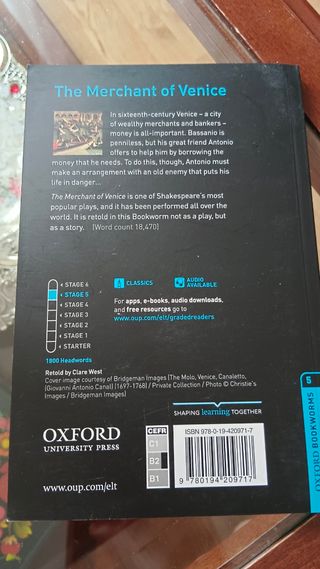 The Merchant of Venice
In sixteenth-century Venice – a city
of wealthy merchants and bankers –
money is all-important. Bassanio is
penniless, but his great friend Antonio
offers to help him by borrowing the
money that he needs. To do this, though, Antonio must
make an arrangement with an old enemy that puts his
life in danger...
The Merchant of Venice is one of Shakespeare's most
popular plays, and it has been performed all over the
world. It is retold in this Bookworm not as a play, but
as a story. [Word count 18,470]
STAGE 6
STAGE 5
STAGE 4
STAGE 3
STAGE 2
STAGE 1
STARTER
1800 Headwords
CLASSICS
AUDIO
AVAILABLE
For apps, e-books, audio downloads,
and free resources go to
www.oup.com/elt/gradedreaders
Retold by Clare West
Cover image courtesy of Bridgeman Images (The Molo, Venice, Canaletto,
(Giovanni Antonio Canal) (1697-1768) / Private Collection / Photo © Christie's
Images / Bridgeman Images)
SHAPING learning TOGETHER
OXFORD
UNIVERSITY PRESS
www.oup.com/elt
CEFR
C1
B2
B1
ISBN 978-0-19-420971-7
9 780194 209717
5
OXFORD BOOKWORMS